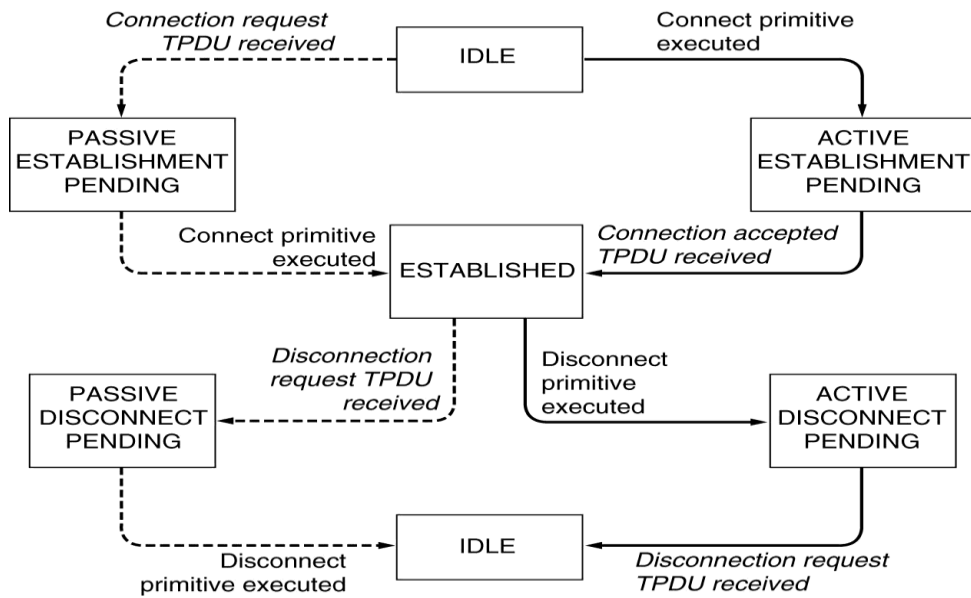 Connection request
TPDU received
IDLE
Connect primitive
executed
PASSIVE
ESTABLISHMENT
PENDING
ACTIVE
ESTABLISHMENT
PENDING
Connect primitive
executed
ESTABLISHED
Connection accepted
TPDU received
Disconnection
request TPDU
received
Disconnect
primitive
executed
PASSIVE
DISCONNECT
PENDING
ACTIVE
DISCONNECT
PENDING
Disconnect
primitive executed
IDLE
Disconnection request
TPDU received